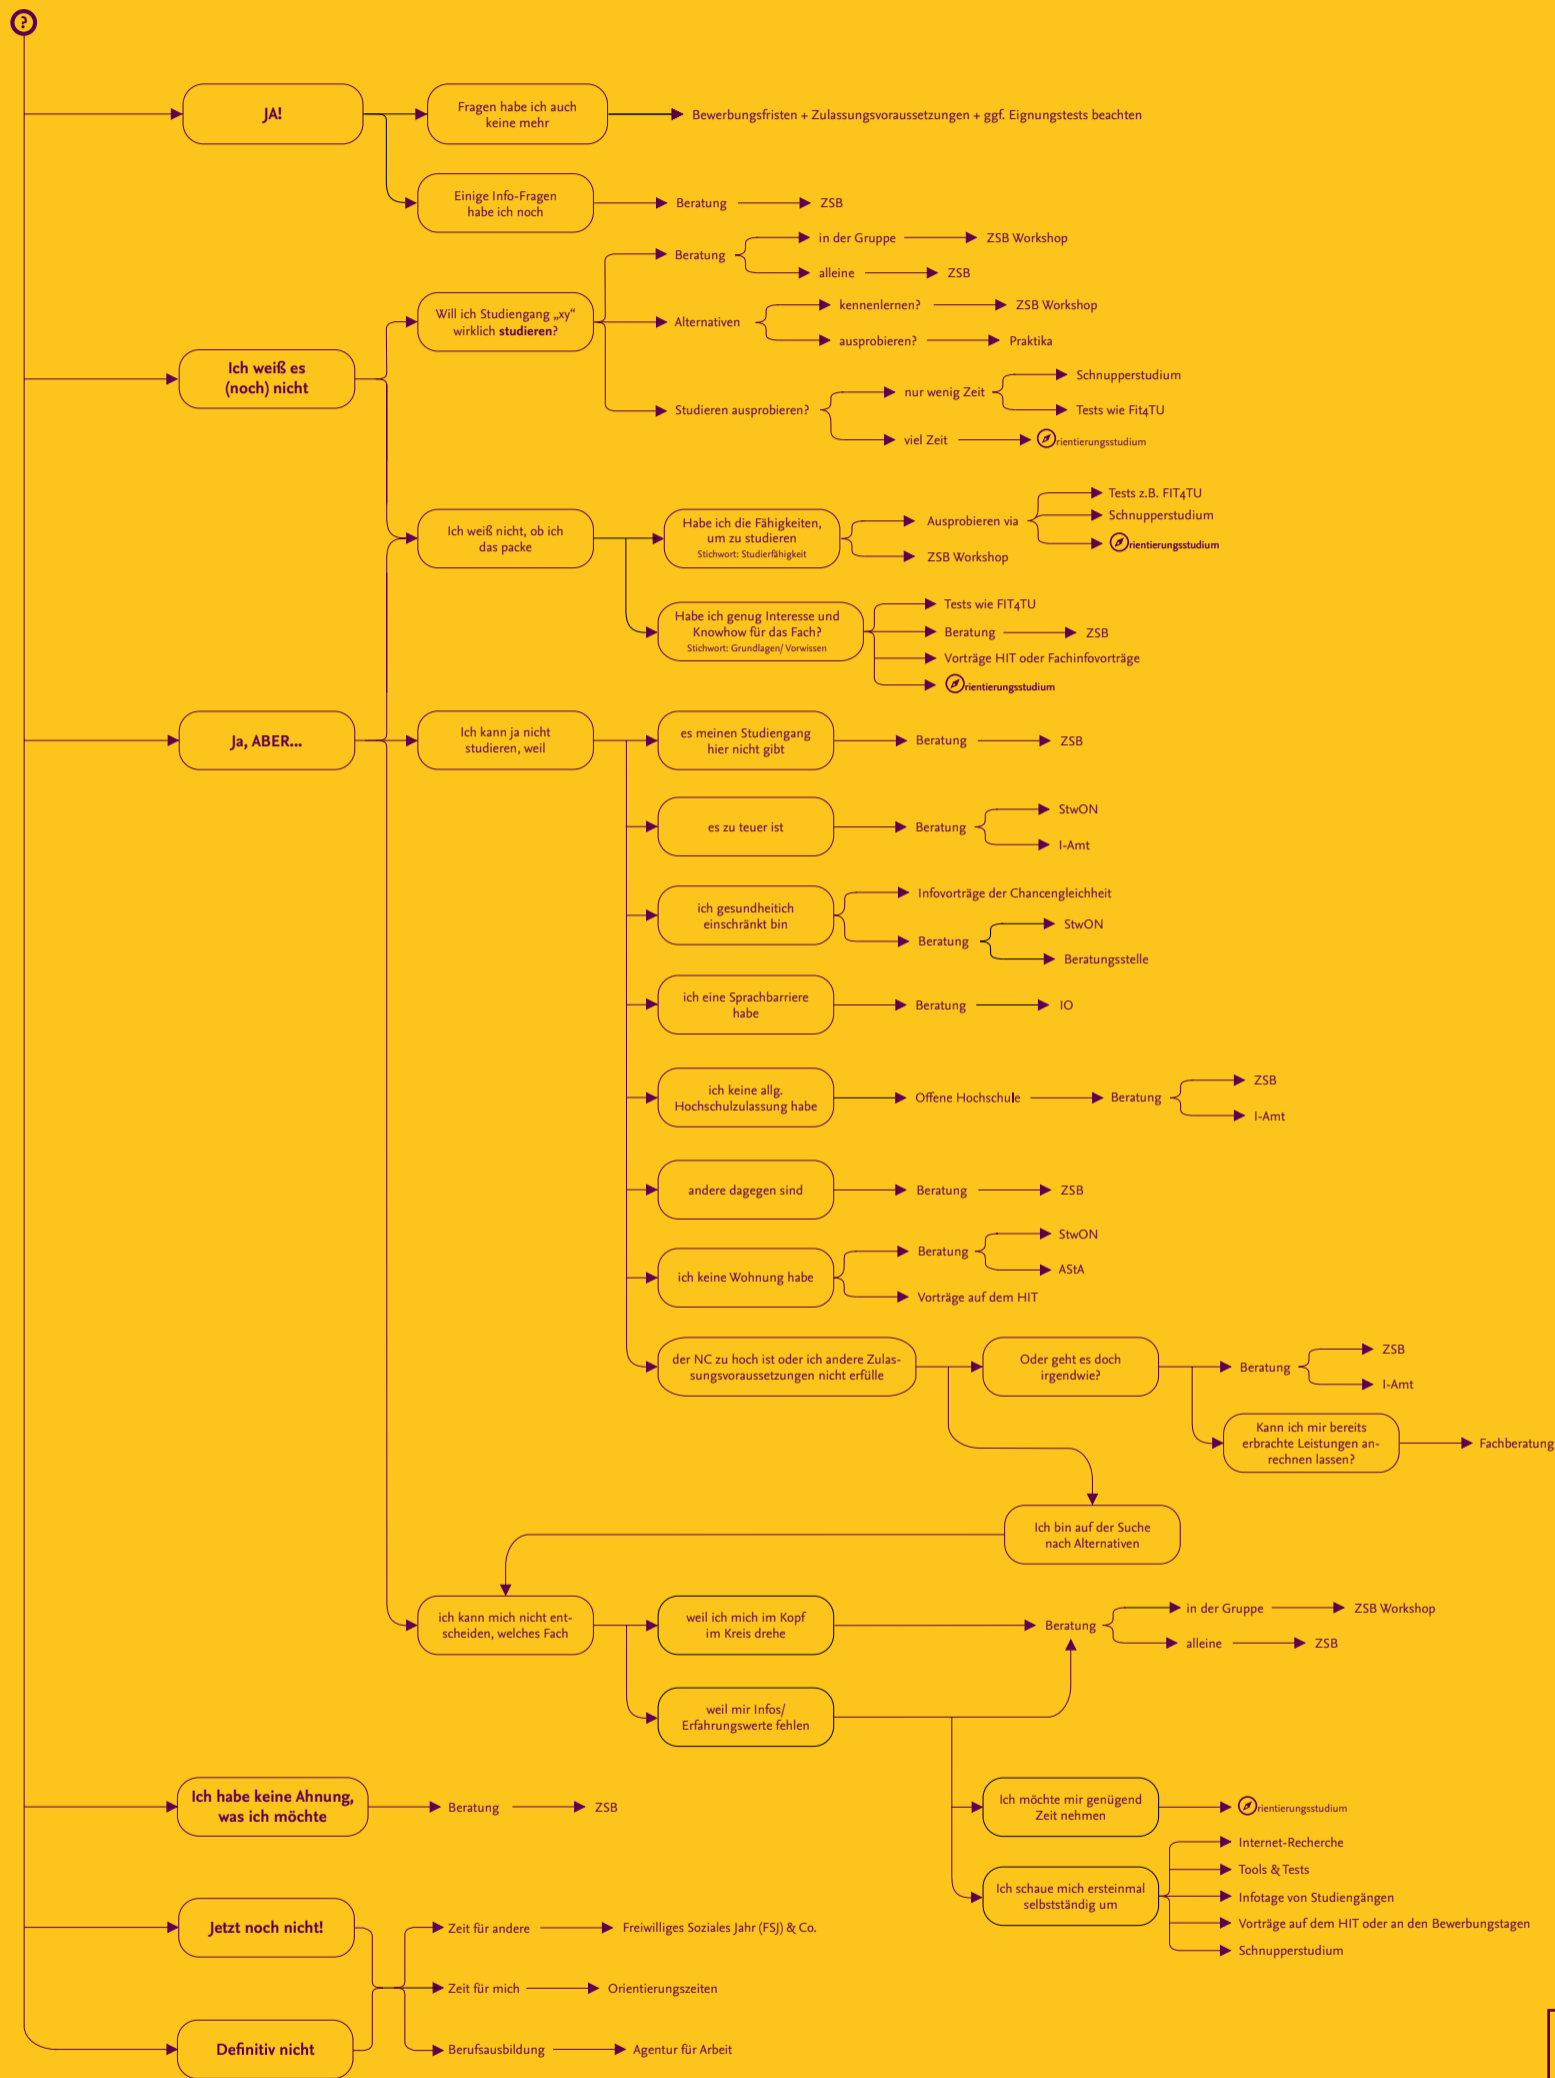 ?
JA!
Fragen habe ich auch
keine mehr
Bewerbungsfristen + Zulassungsvoraussetzungen + ggf. Eignungstests beachten
Einige Info-Fragen
habe ich noch
Beratung
ZSB
Ich weiß es
(noch) nicht
Will ich Studiengang „xy“
wirklich studieren?
Beratung
in der Gruppe
ZSB Workshop
alleine
ZSB
Alternativen
kennenlernen?
ZSB Workshop
ausprobieren?
Praktika
Studieren ausprobieren?
nur wenig Zeit
Schnupperstudium
Tests wie Fit4TU
viel Zeit
rientierungsstudium
Ich weiß nicht, ob ich
das packe
Habe ich die Fähigkeiten,
um zu studieren
Stichwort: Studierfähigkeit
Ausprobieren via
Tests z.B. FIT4TU
Schnupperstudium
rientierungsstudium
ZSB Workshop
Habe ich genug Interesse und
Knowhow für das Fach?
Stichwort: Grundlagen/ Vorwissen
Tests wie FIT4TU
Beratung
ZSB
Vorträge HIT oder Fachinfovorträge
rientierungsstudium
Ja, ABER...
Ich kann ja nicht
studieren, weil
es meinen Studiengang
hier nicht gibt
Beratung
ZSB
es zu teuer ist
Beratung
StwON
I-Amt
ich gesundheitich
einschränkt bin
Infovorträge der Chancengleichheit
Beratung
StwON
Beratungsstelle
ich eine Sprachbarriere
habe
Beratung
IO
ich keine allg.
Hochschulzulassung habe
Offene Hochschule
Beratung
ZSB
I-Amt
andere dagegen sind
Beratung
ZSB
ich keine Wohnung habe
Beratung
StwON
AStA
Vorträge auf dem HIT
der NC zu hoch ist oder ich andere Zulas-
sungsvoraussetzungen nicht erfülle
Oder geht es doch
irgendwie?
Beratung
ZSB
I-Amt
Kann ich mir bereits
erbrachte Leistungen an-
rechnen lassen?
Fachberatung
Ich bin auf der Suche
nach Alternativen
ich kann mich nicht ent-
scheiden, welches Fach
weil ich mich im Kopf
im Kreis drehe
Beratung
in der Gruppe
ZSB Workshop
alleine
ZSB
weil mir Infos/
Erfahrungswerte fehlen
Ich möchte mir genügend
Zeit nehmen
rientierungsstudium
Ich schaue mich ersteinmal
selbstständig um
Internet-Recherche
Tools & Tests
Infotage von Studiengängen
Vorträge auf dem HIT oder an den Bewerbungstagen
Schnupperstudium
Ich habe keine Ahnung,
was ich möchte
Beratung
ZSB
Jetzt noch nicht!
Zeit für andere
Freiwilliges Soziales Jahr (FSJ) & Co.
Zeit für mich
Orientierungszeiten
Definitiv nicht
Berufsausbildung
Agentur für Arbeit